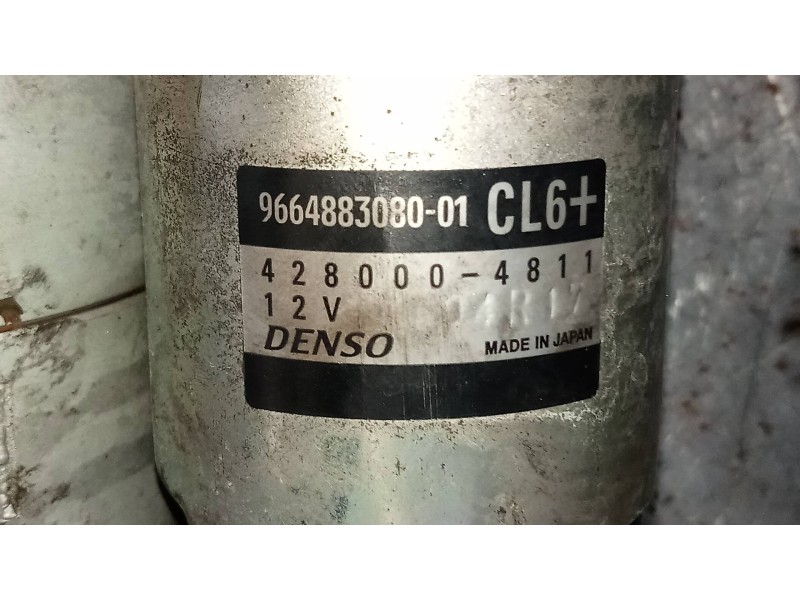 9664883080-01 CL6+
428000-4811
12V
DENSO MADE IN JAPAN